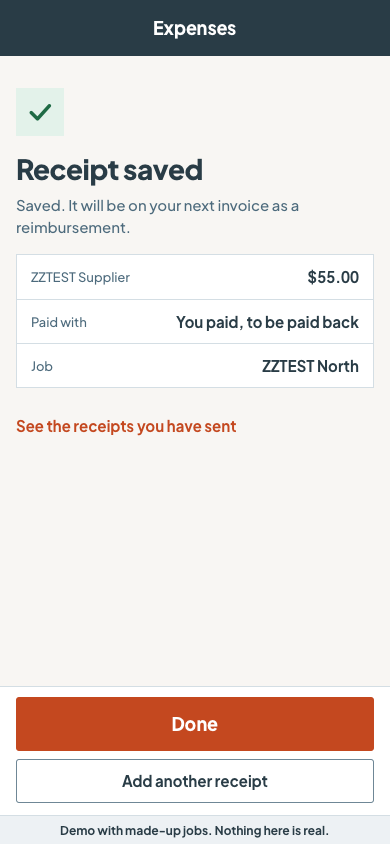 Expenses
Receipt saved
Saved. It will be on your next invoice as a
reimbursement.
ZZTEST Supplier $55.00
Paid with You paid, to be paid back
Job ZZTEST North
See the receipts you have sent
Done
Add another receipt
Demo with made-up jobs. Nothing here is real.